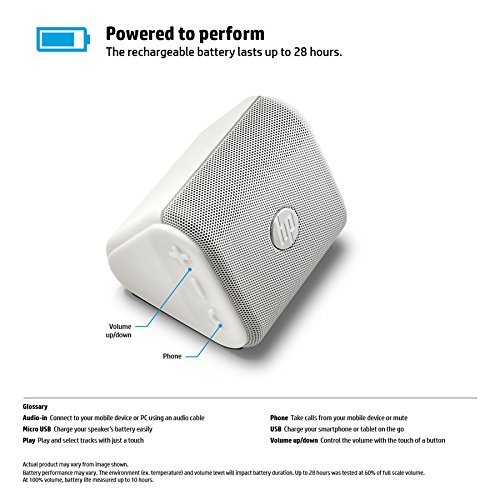 Powered to perform
The rechargeable battery lasts up to 28 hours.
hp
Volume
up/down
Phone
Glossary
Audio-in Connect to your mobile device or PC using an audio cable
Micro USB Charge your speaker's battery easily
Play Play and select tracks with just a touch
Phone Take calls from your mobile device or mute
USB Charge your smartphone or tablet on the go
Volume up/down Control the volume with the touch of a button
Actual product may vary from image shown.
Battery performance may vary. The environment (ex. temperature) and volume level will impact battery duration. Up to 28 hours was tested at 60% of full scale volume.
At 100% volume, battery life measured up to 10 hours.